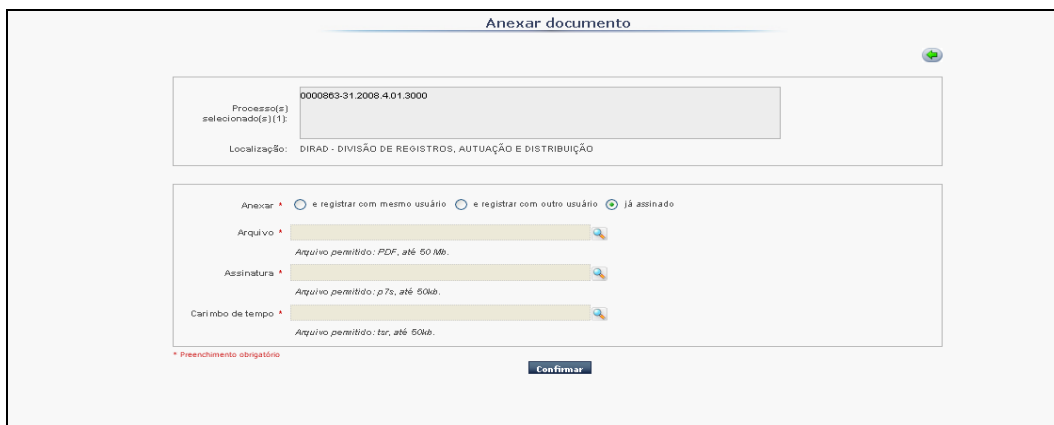 Anexar documento
0000863-31.2008.4.01.3000
Processo(s)
selecionado(s)(1):
Localização: DIRAD - DIVISÃO DE REGISTROS, AUTUAÇÃO E DISTRIBUIÇÃO
Anexar * e registrar com mesmo usuário e registrar com outro usuário já assinado
Arquivo *
Arquivo permitido: PDF, até 50 Mb.
Assinatura *
Arquivo permitido: p7s, até 50kb.
Carimbo de tempo *
Arquivo permitido: tsr, até 50kb.
* Preenchimento obrigatório
Confirmar